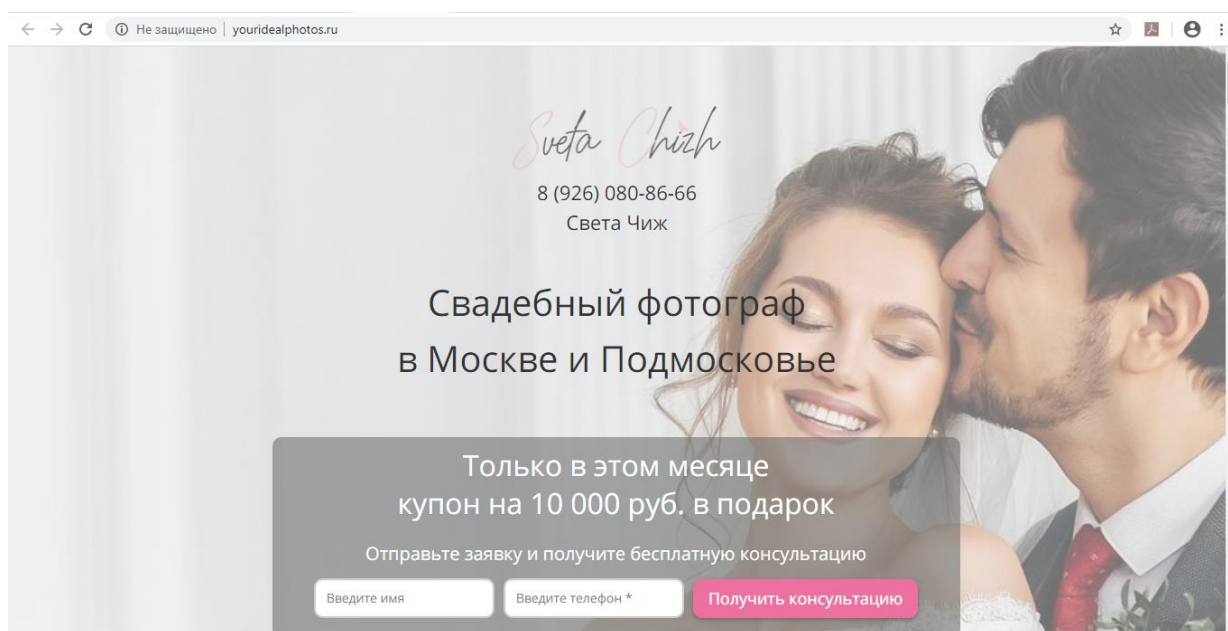 Не защищено | youridealphotos.ru
Sveta Chizh
8 (926) 080-86-66
Света Чиж
Свадебный фотограф
в Москве и Подмосковье
Только в этом месяце
купон на 10 000 руб. в подарок
Отправьте заявку и получите бесплатную консультацию
Введите имя Введите телефон * Получить консультацию